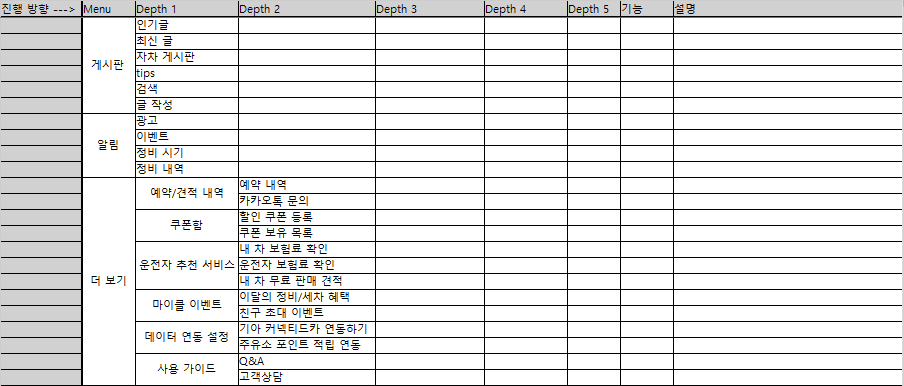 진행 방향 ---> Menu Depth 1 Depth 2 Depth 3 Depth 4 Depth 5 기능 설명
게시판
인기글
최신 글
자차 게시판
tips
검색
글 작성
알림
광고
이벤트
정비 시기
정비 내역
더 보기
예약/견적 내역
예약 내역
카카오톡 문의
쿠폰함
할인 쿠폰 등록
쿠폰 보유 목록
운전자 추천 서비스
내 차 보험료 확인
운전자 보험료 확인
내 차 무료 판매 견적
마이클 이벤트
이달의 정비/세차 혜택
친구 초대 이벤트
데이터 연동 설정
기아 커넥티드카 연동하기
주유소 포인트 적립 연동
사용 가이드
Q&A
고객상담